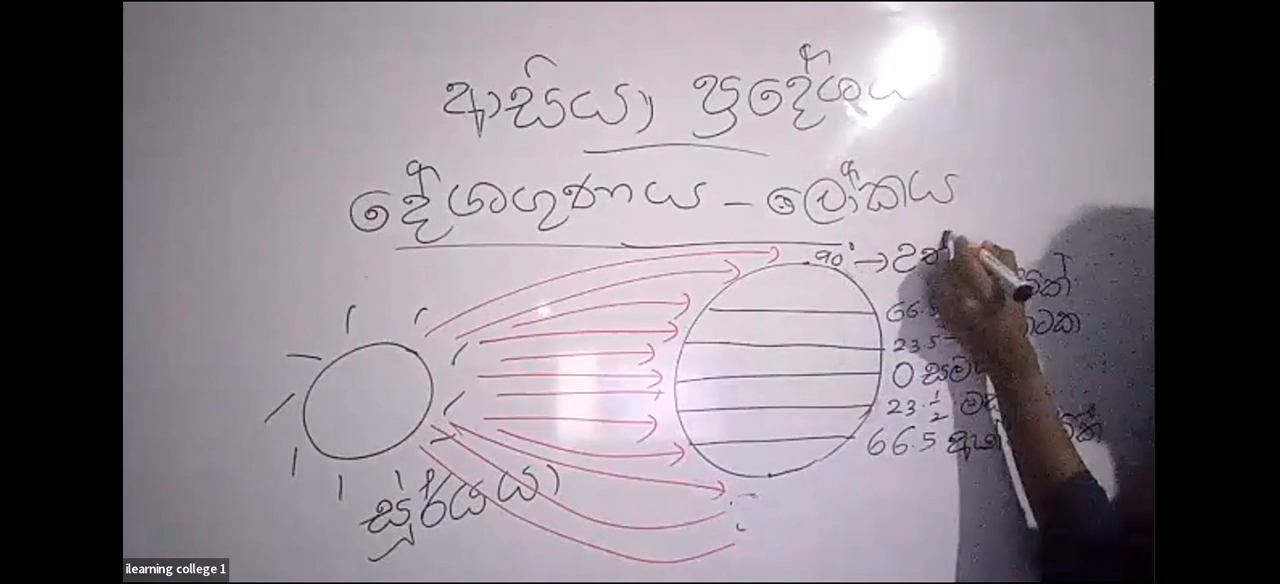 ආසියා ප්‍රදේශය
දේශගුණය - ලෝකය
90° → උත්
66.5
23.5
0
23 ½
66.5
සූර්යයා
ilearning college 1